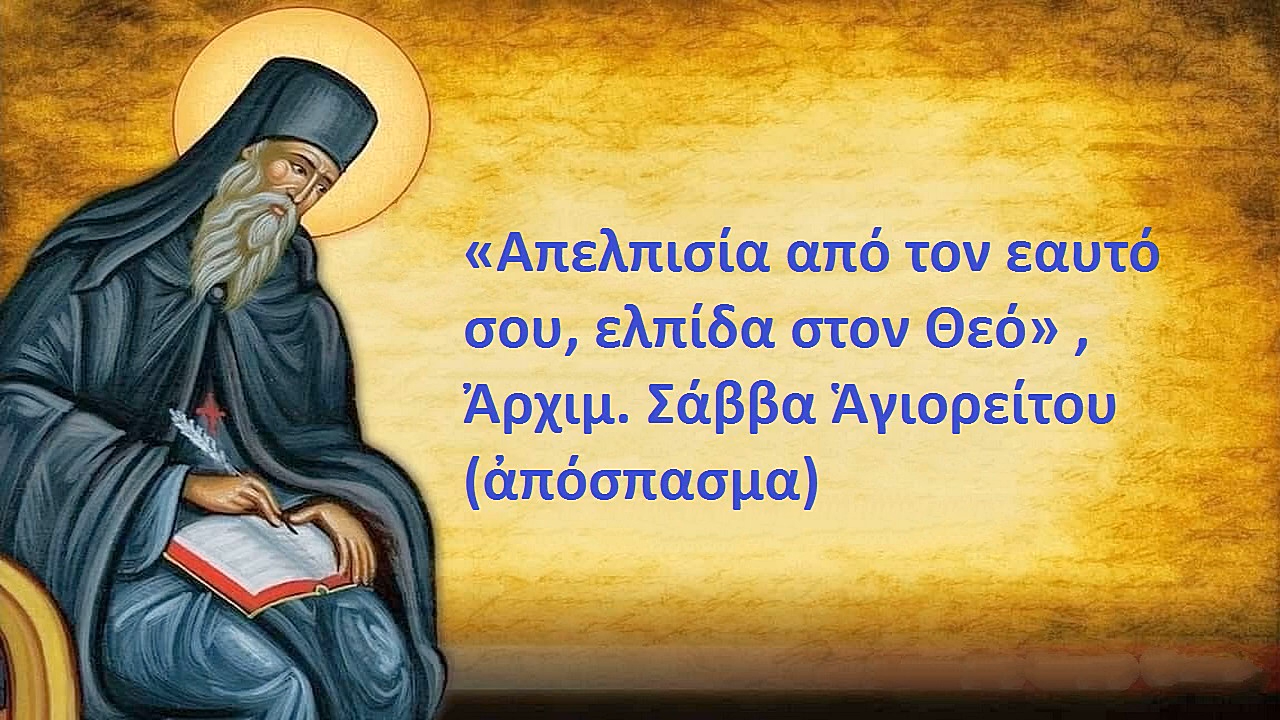 «Απελπισία από τον εαυτό
σου, ελπίδα στον Θεό» ,
Ἀρχιμ. Σάββα Ἁγιορείτου
(ἀπόσπασμα)